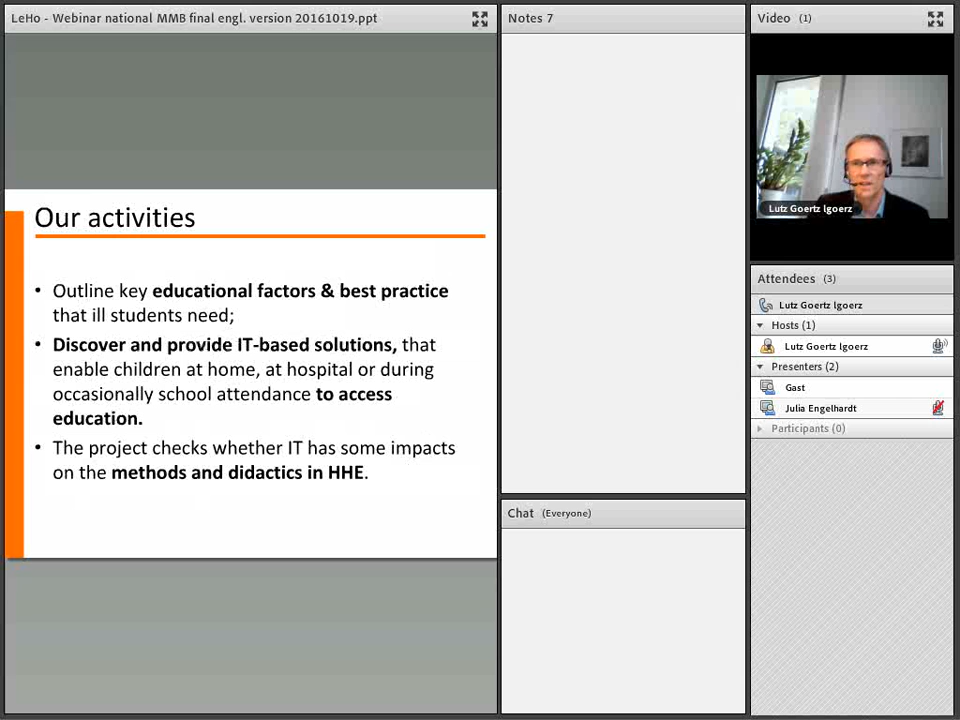 LeHo - Webinar national MMB final engl. version 20161019.ppt
Our activities
• Outline key educational factors & best practice
that ill students need;
• Discover and provide IT-based solutions, that
enable children at home, at hospital or during
occasionally school attendance to access
education.
• The project checks whether IT has some impacts
on the methods and didactics in HHE.
Notes 7
Chat (Everyone)
Video (1)
Lutz Goertz lgoerz
Attendees (3)
Lutz Goertz lgoerz
Hosts (1)
Lutz Goertz lgoerz
Presenters (2)
Gast
Julia Engelhardt
Participants (0)